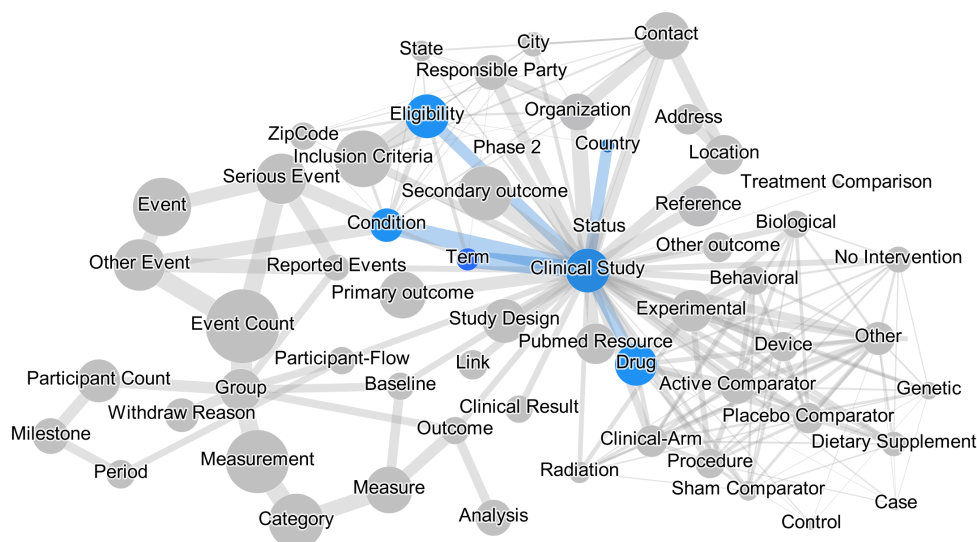 Contact
City
State
Responsible Party
Eligibility
Organization
Address
ZipCode
Phase 2
Country
Inclusion Criteria
Location
Serious Event
Treatment Comparison
Secondary outcome
Event
Reference
Condition
Status
Biological
Other outcome
Term
No Intervention
Other Event
Reported Events
Clinical Study
Behavioral
Primary outcome
Experimental
Event Count
Study Design
Pubmed Resource
Other
Device
Participant-Flow
Link
Drug
Participant Count
Group
Baseline
Active Comparator
Genetic
Withdraw Reason
Clinical Result
Placebo Comparator
Milestone
Outcome
Clinical-Arm
Dietary Supplement
Measurement
Procedure
Period
Radiation
Measure
Sham Comparator
Case
Category
Analysis
Control